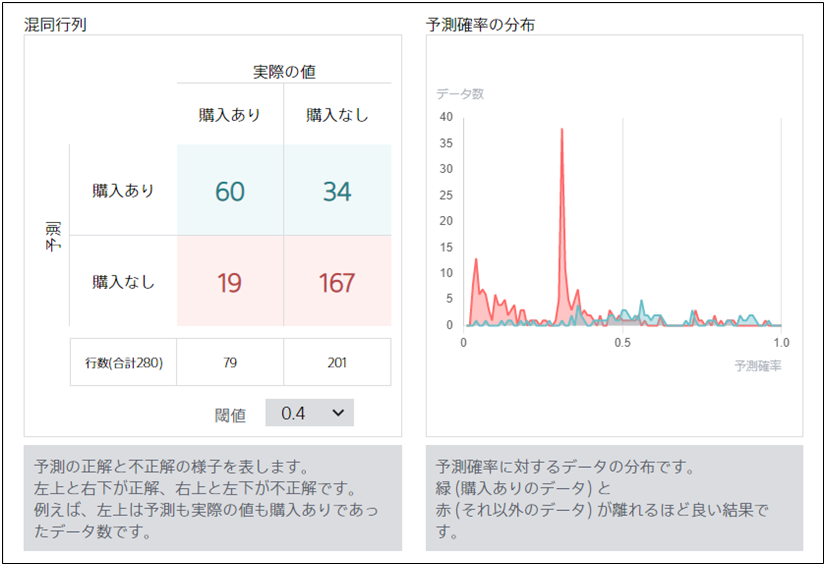 混同行列
実際の値
購入あり
購入なし
予測
購入あり
60
34
購入なし
19
167
行数(合計280)
79
201
閾値
0.4
予測の正解と不正解の様子を表します。
左上と右下が正解、右上と左下が不正解です。
例えば、左上は予測も実際の値も購入ありであっ
たデータ数です。
予測確率の分布
データ数
40
35
30
25
20
15
10
5
0
0
0.5
1.0
予測確率
予測確率に対するデータの分布です。
緑 (購入ありのデータ) と
赤 (それ以外のデータ) が離れるほど良い結果で
す。